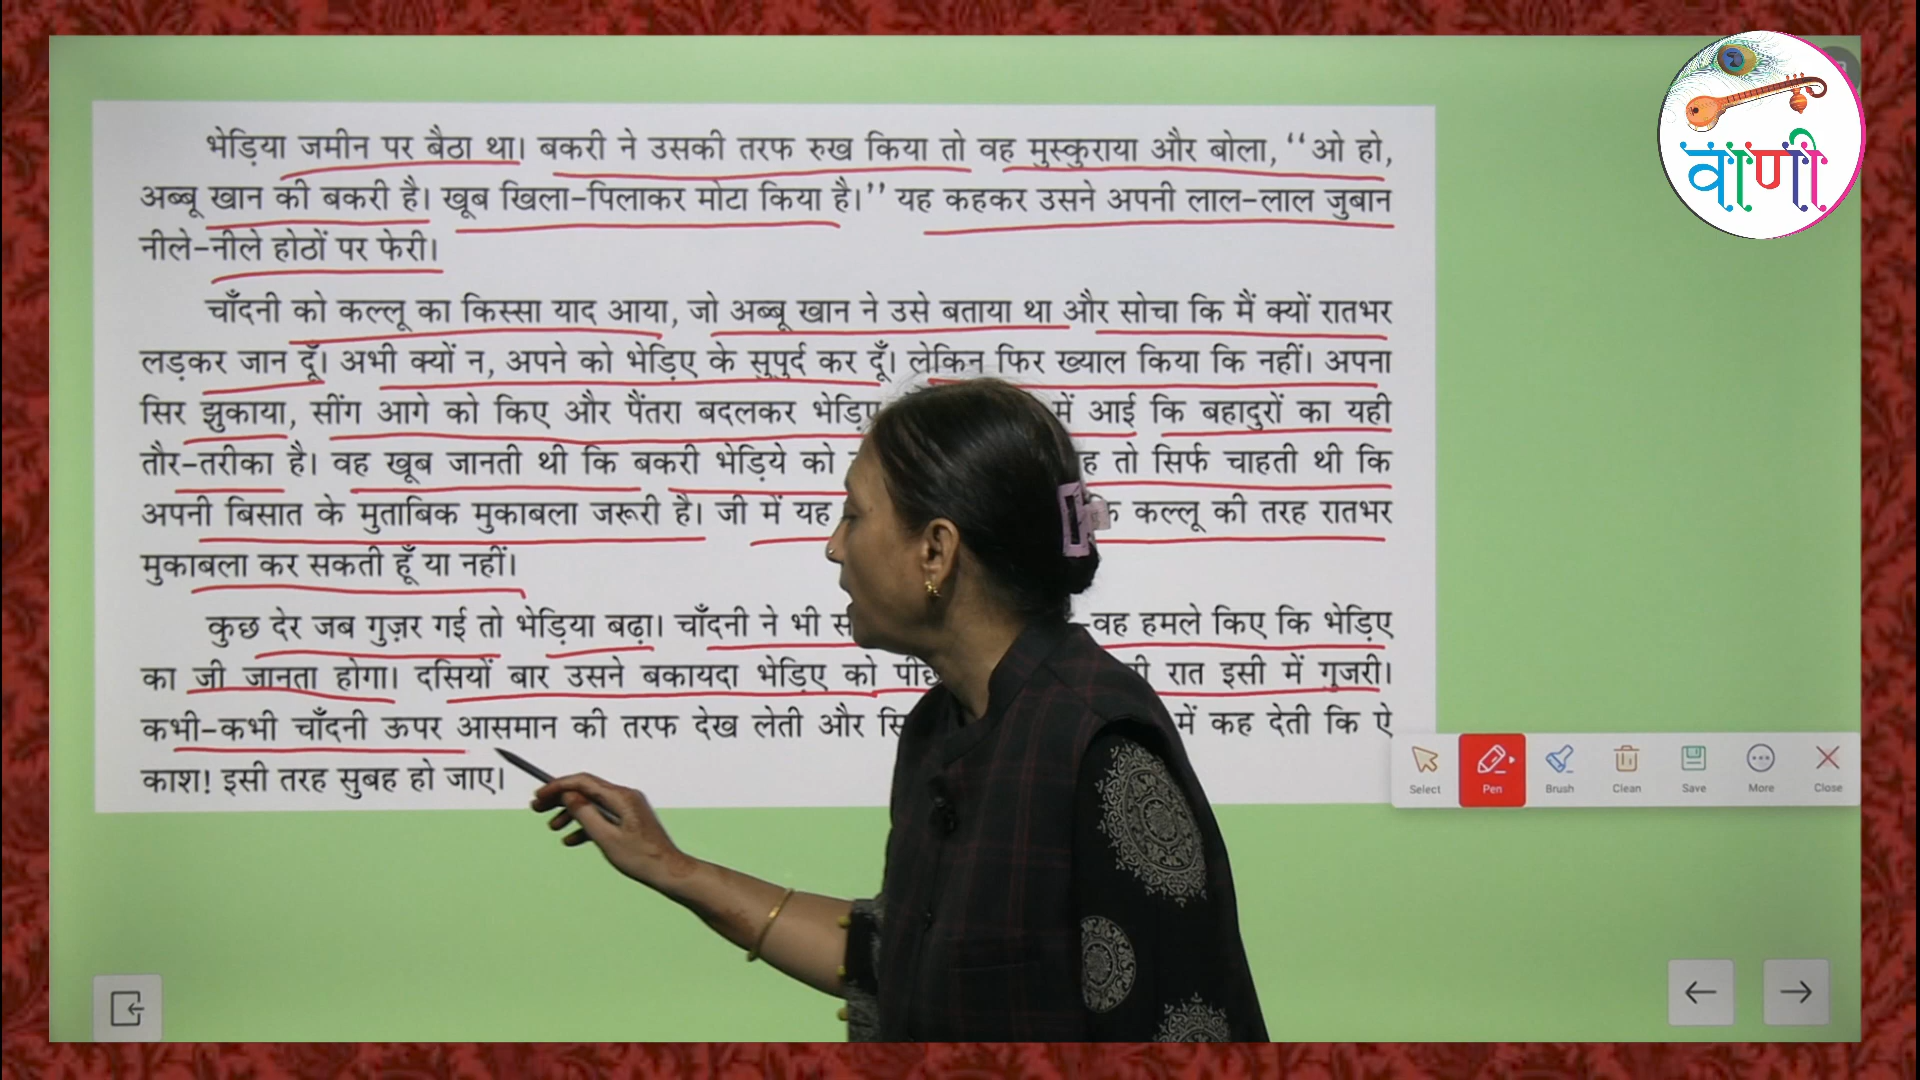 भेड़िया जमीन पर बैठा था। बकरी ने उसकी तरफ रुख किया तो वह मुस्कुराया और बोला, ‘‘ओ हो,
अब्बू खान की बकरी है। खूब खिला-पिलाकर मोटा किया है।’’ यह कहकर उसने अपनी लाल-लाल जुबान
नीले-नीले होठों पर फेरी।
चाँदनी को कल्लू का किस्सा याद आया, जो अब्बू खान ने उसे बताया था और सोचा कि मैं क्यों रातभर
लड़कर जान दूँ। अभी क्यों न, अपने को भेड़िए के सुपुर्द कर दूँ। लेकिन फिर ख्याल किया कि नहीं। अपना
सिर झुकाया, सींग आगे को किए और पैंतरा बदलकर भेड़िए में आई कि बहादुरों का यही
तौर-तरीका है। वह खूब जानती थी कि बकरी भेड़िये को तो सिर्फ चाहती थी कि
अपनी बिसात के मुताबिक मुकाबला जरूरी है। जी में यह कल्लू की तरह रातभर
मुकाबला कर सकती हूँ या नहीं।
कुछ देर जब गुज़र गई तो भेड़िया बढ़ा। चाँदनी ने भी -वह हमले किए कि भेड़िए
का जी जानता होगा। दसियों बार उसने बकायदा भेड़िए को रात इसी में गुजरी।
कभी-कभी चाँदनी ऊपर आसमान की तरफ देख लेती और में कह देती कि ऐ
काश! इसी तरह सुबह हो जाए।
वाणी
Select Pen Brush Clean Save More Close